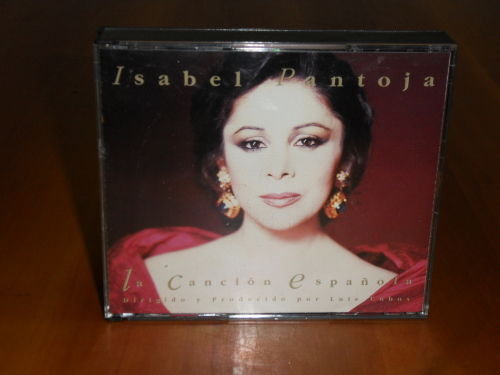 Isabel Pantoja
la Canción española
Dirigido y Producido por Luis Cobos